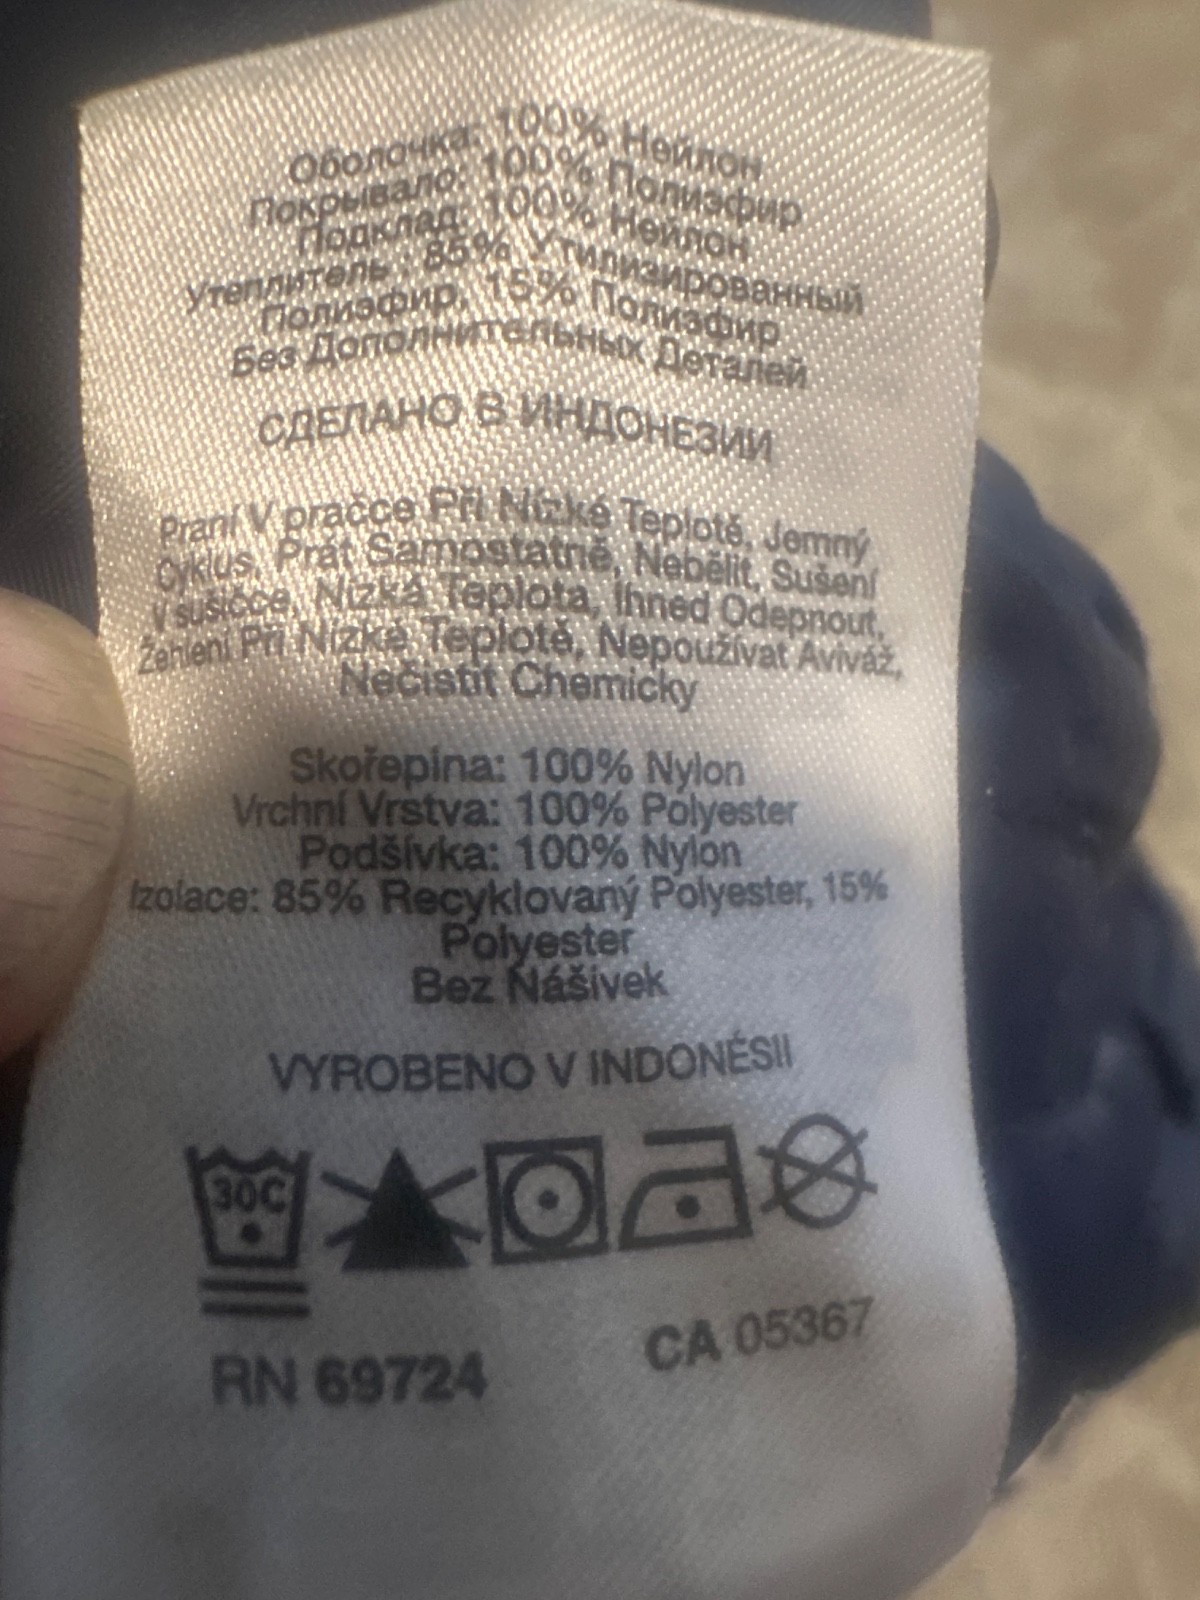 Оболочка: 100% Нейлон
Покрывало: 100% Полиэфир
Подклад: 100% Нейлон
Утеплитель : 85% Утилизированный
Полиэфир, 15% Полиэфир
Без Дополнительных Деталей
СДЕЛАНО В ИНДОНЕЗИИ
Praní V pračce Při Nízké Teplotě, Jemný
Cyklus, Prát Samostatně, Nebělit, Sušení
V sušičce, Nízká Teplota, Ihned Odepnout,
Žehlení Při Nízké Teplotě, Nepoužívat Aviváž,
Nečistit Chemicky
Skořepina: 100% Nylon
Vrchní Vrstva: 100% Polyester
Podšívka: 100% Nylon
Izolace: 85% Recyklovaný Polyester, 15%
Polyester
Bez Nášivek
VYROBENO V INDONÉSII
30C
RN 69724 CA 05367